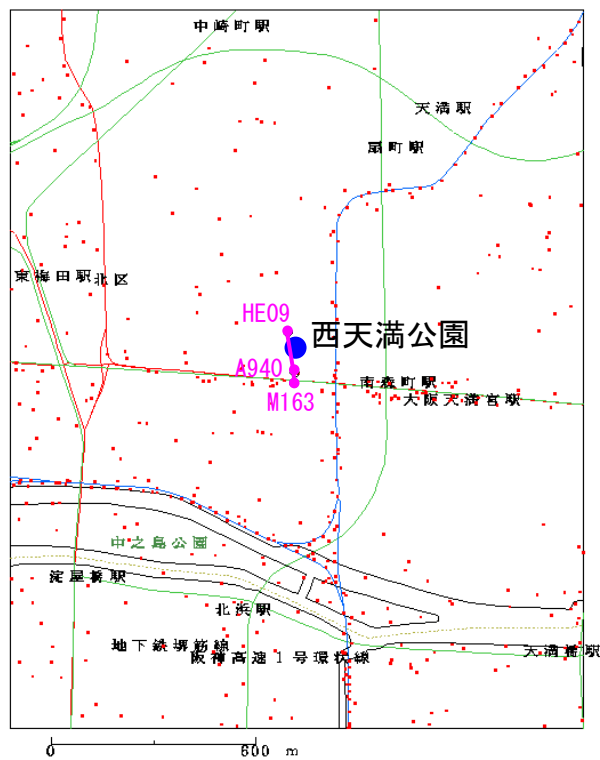 中崎町駅
天満駅
扇町駅
東梅田駅
北区
HE09
西天満公園
A940
南森町駅
M163
大阪天満宮駅
中之島公園
淀屋橋駅
北浜駅
地下鉄堺筋線
阪神高速1号環状線
天満橋駅
0 600 m